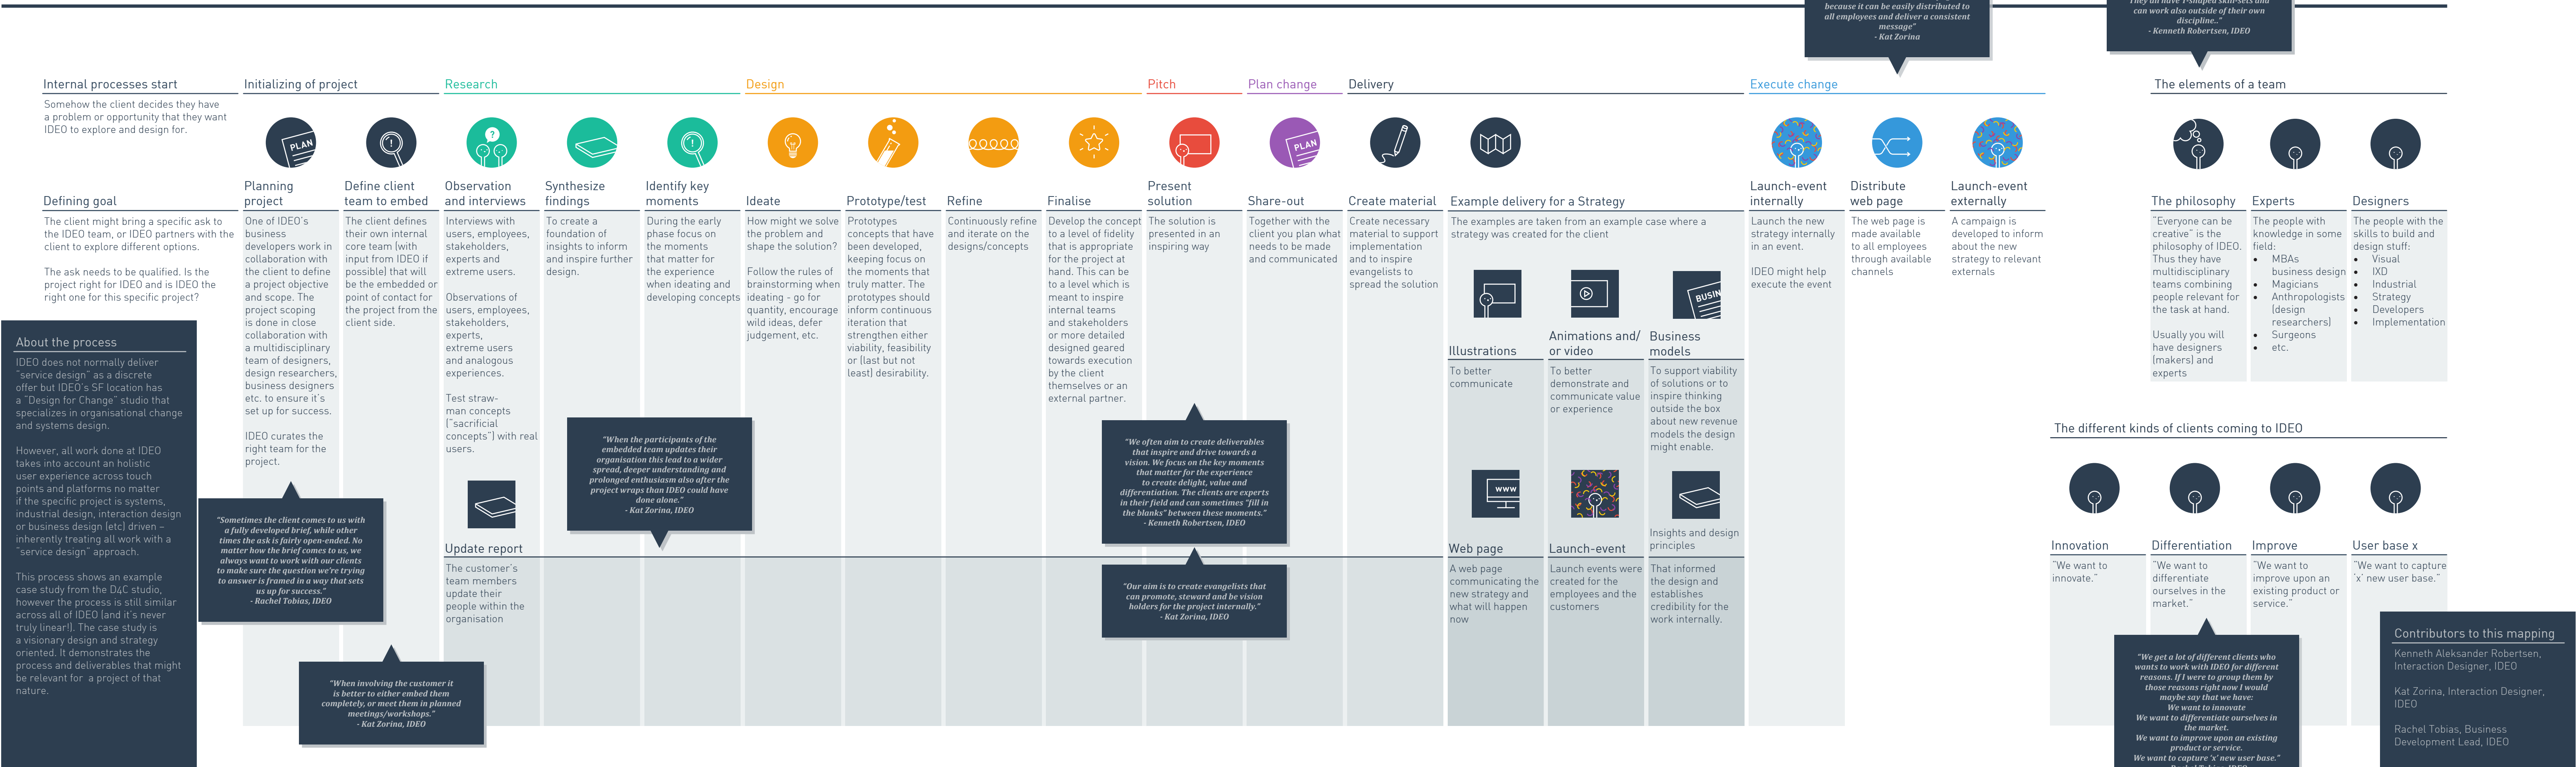 because it can be easily distributed to
all employees and deliver a consistent
message"
- Kat Zorina
They all have T-shaped skill-sets and
can work also outside of their own
discipline.."
- Kenneth Robertsen, IDEO
Internal processes start
Somehow the client decides they have
a problem or opportunity that they want
IDEO to explore and design for.
Defining goal
The client might bring a specific ask to
the IDEO team, or IDEO partners with the
client to explore different options.
The ask needs to be qualified. Is the
project right for IDEO and is IDEO the
right one for this specific project?
About the process
IDEO does not normally deliver
"service design" as a discrete
offer but IDEO's SF location has
a "Design for Change" studio that
specializes in organisational change
and systems design.
However, all work done at IDEO
takes into account an holistic
user experience across touch
points and platforms no matter
if the specific project is systems,
industrial design, interaction design
or business design (etc) driven –
inherently treating all work with a
"service design" approach.
This process shows an example
case study from the D4C studio,
however the process is still similar
across all of IDEO (and it's never
truly linear!). The case study is
a visionary design and strategy
oriented. It demonstrates the
process and deliverables that might
be relevant for a project of that
nature.
Initializing of project
PLAN
Planning
project
One of IDEO's
business
developers work in
collaboration with
the client to define
a project objective
and scope. The
project scoping
is done in close
collaboration with
a multidisciplinary
team of designers,
design researchers,
business designers
etc. to ensure it's
set up for success.
IDEO curates the
right team for the
project.
"Sometimes the client comes to us with
a fully developed brief, while other
times the ask is fairly open-ended. No
matter how the brief comes to us, we
always want to work with our clients
to make sure the question we're trying
to answer is framed in a way that sets
us up for success."
- Rachel Tobias, IDEO
!
Define client
team to embed
The client defines
their own internal
core team (with
input from IDEO if
possible) that will
be the embedded or
point of contact for
the project from the
client side.
"When involving the customer it
is better to either embed them
completely, or meet them in planned
meetings/workshops."
- Kat Zorina, IDEO
Research
?
Observation
and interviews
Interviews with
users, employees,
stakeholders,
experts and
extreme users.
Observations of
users, employees,
stakeholders,
experts,
extreme users
and analogous
experiences.
Test straw-
man concepts
("sacrificial
concepts") with real
users.
Update report
The customer's
team members
update their
people within the
organisation
Synthesize
findings
To create a
foundation of
insights to inform
and inspire further
design.
!
Identify key
moments
During the early
phase focus on
the moments
that matter for
the experience
when ideating and
developing concepts
"When the participants of the
embedded team updates their
organisation this lead to a wider
spread, deeper understanding and
prolonged enthusiasm also after the
project wraps than IDEO could have
done alone."
- Kat Zorina, IDEO
Design
Ideate
How might we solve
the problem and
shape the solution?
Follow the rules of
brainstorming when
ideating - go for
quantity, encourage
wild ideas, defer
judgement, etc.
Prototype/test
Prototypes
concepts that have
been developed,
keeping focus on
the moments that
truly matter. The
prototypes should
inform continuous
iteration that
strengthen either
viability, feasibility
or (last but not
least) desirability.
Refine
Continuously refine
and iterate on the
designs/concepts
Finalise
Develop the concept
to a level of fidelity
that is appropriate
for the project at
hand. This can be
to a level which is
meant to inspire
internal teams
and stakeholders
or more detailed
designed geared
towards execution
by the client
themselves or an
external partner.
Pitch
Present
solution
The solution is
presented in an
inspiring way
"We often aim to create deliverables
that inspire and drive towards a
vision. We focus on the key moments
that matter for the experience
to create delight, value and
differentiation. The clients are experts
in their field and can sometimes "fill in
the blanks" between these moments."
- Kenneth Robertsen, IDEO
"Our aim is to create evangelists that
can promote, steward and be vision
holders for the project internally."
- Kat Zorina, IDEO
Plan change
PLAN
Share-out
Together with the
client you plan what
needs to be made
and communicated
Delivery
Create material
Create necessary
material to support
implementation
and to inspire
evangelists to
spread the solution
Example delivery for a Strategy
The examples are taken from an example case where a
strategy was created for the client
Illustrations
To better
communicate
Animations and/
or video
To better
demonstrate and
communicate value
or experience
BUSIN
Business
models
To support viability
of solutions or to
inspire thinking
outside the box
about new revenue
models the design
might enable.
WWW
Web page
A web page
communicating the
new strategy and
what will happen
now
Launch-event
Launch events were
created for the
employees and the
customers
Insights and design
principles
That informed
the design and
establishes
credibility for the
work internally.
Execute change
Launch-event
internally
Launch the new
strategy internally
in an event.
IDEO might help
execute the event
Distribute
web page
The web page is
made available
to all employees
through available
channels
Launch-event
externally
A campaign is
developed to inform
about the new
strategy to relevant
externals
The elements of a team
The philosophy
"Everyone can be
creative" is the
philosophy of IDEO.
Thus they have
multidisciplinary
teams combining
people relevant for
the task at hand.
Usually you will
have designers
(makers) and
experts
Experts
The people with
knowledge in some
field:
• MBAs
business design
• Magicians
• Anthropologists
(design
researchers)
• Surgeons
• etc.
Designers
The people with the
skills to build and
design stuff:
• Visual
• IXD
• Industrial
• Strategy
• Developers
• Implementation
The different kinds of clients coming to IDEO
Innovation
"We want to
innovate."
Differentiation
"We want to
differentiate
ourselves in the
market."
Improve
"We want to
improve upon an
existing product or
service."
User base x
"We want to capture
'x' new user base."
"We get a lot of different clients who
wants to work with IDEO for different
reasons. If I were to group them by
those reasons right now I would
maybe say that we have:
We want to innovate
We want to differentiate ourselves in
the market.
We want to improve upon an existing
product or service.
We want to capture 'x' new user base."
- Rachel Tobias, IDEO
Contributors to this mapping
Kenneth Aleksander Robertsen,
Interaction Designer, IDEO
Kat Zorina, Interaction Designer,
IDEO
Rachel Tobias, Business
Development Lead, IDEO